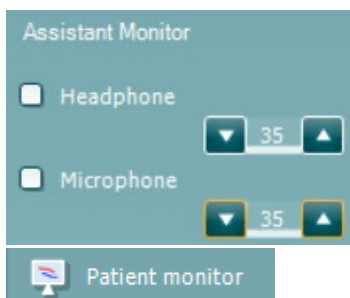 Assistant Monitor
Headphone
35
Microphone
35
Patient monitor